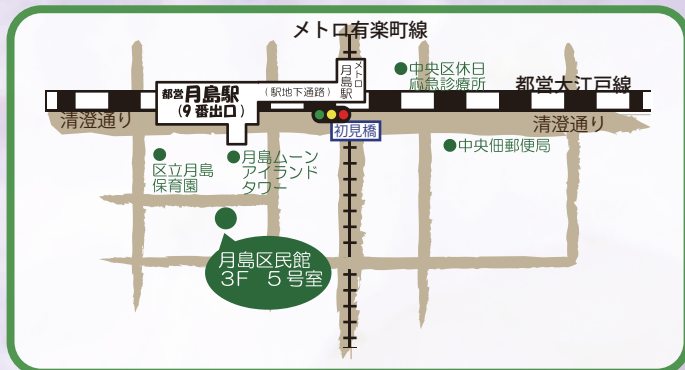 メトロ有楽町線
中央区休日
応急診療所
都営大江戸線
メトロ
月島駅
(駅地下通路)
都営月島駅
(9番出口)
清澄通り
清澄通り
初見橋
中央佃郵便局
区立月島
保育園
月島ムーン
アイランド
タワー
月島区民館
3F 5号室